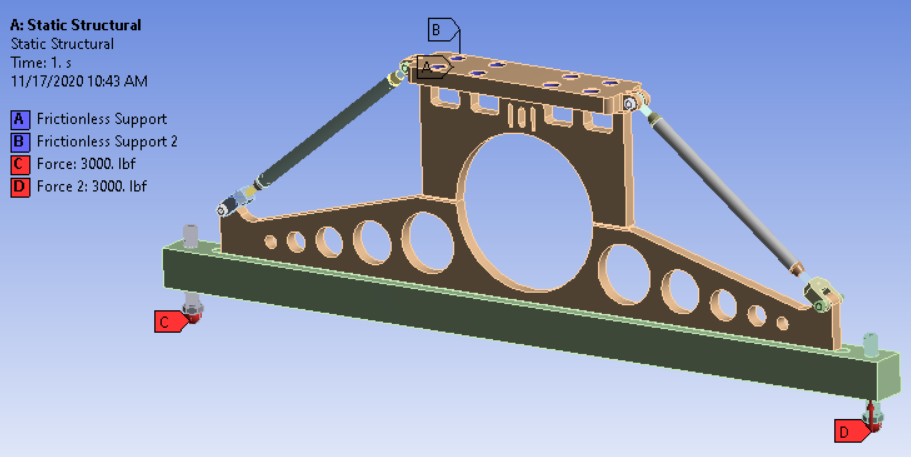 A: Static Structural
Static Structural
Time: 1. s
11/17/2020 10:43 AM
A Frictionless Support
B Frictionless Support 2
C Force: 3000. lbf
D Force 2: 3000. lbf
B
A
C
D